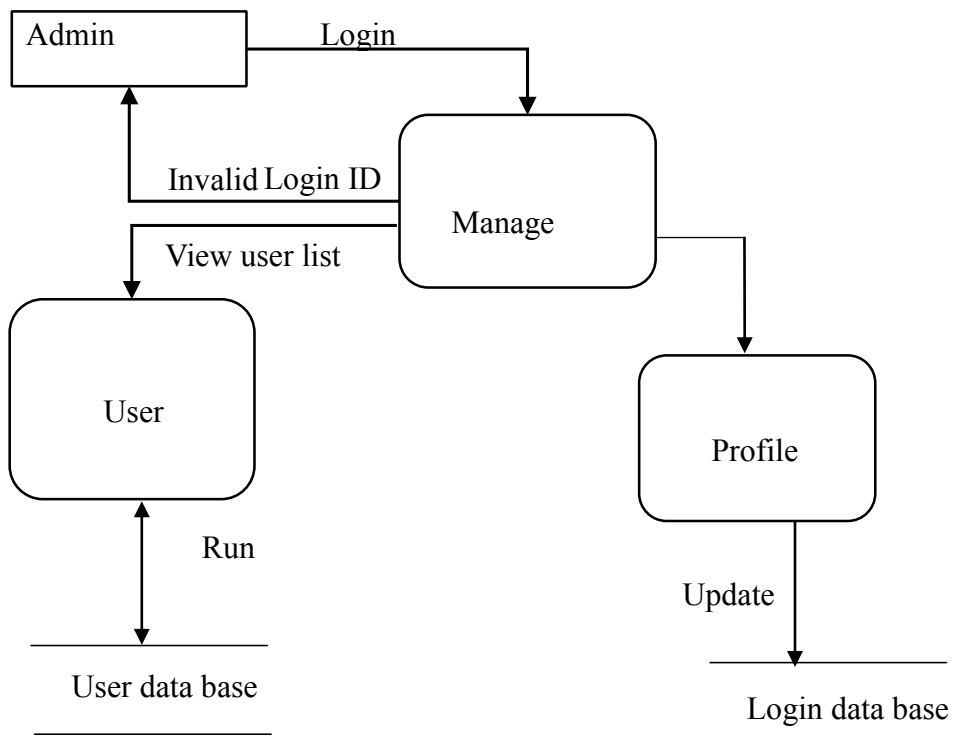 Admin
Login
Invalid Login ID
Manage
View user list
User
Profile
Run
Update
User data base
Login data base